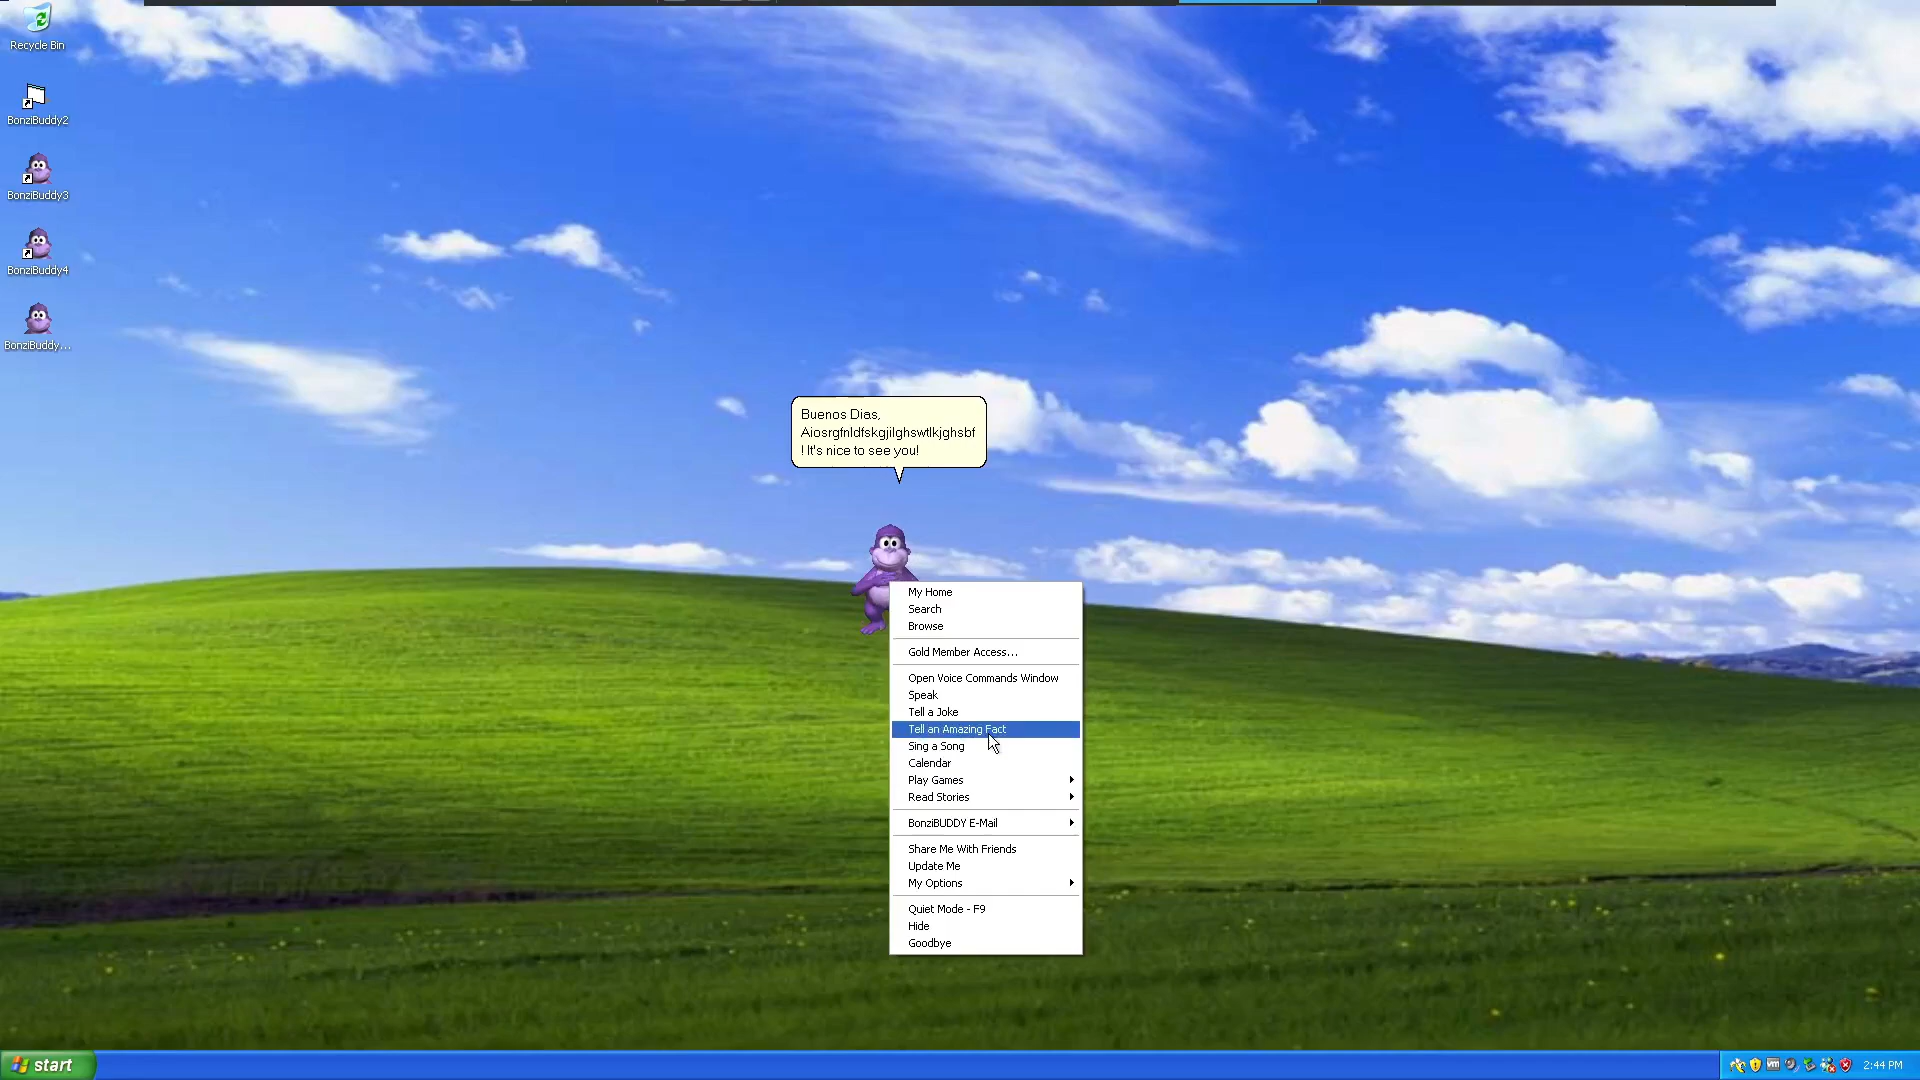 Recycle Bin
BonziBuddy2
BonziBuddy3
BonziBuddy4
BonziBuddy...
Buenos Dias,
Aiosrgfnldfskgjilghswtlkjghsbf
! It's nice to see you!
My Home
Search
Browse
Gold Member Access...
Open Voice Commands Window
Speak
Tell a Joke
Tell an Amazing Fact
Sing a Song
Calendar
Play Games
Read Stories
BonziBUDDY E-Mail
Share Me With Friends
Update Me
My Options
Quiet Mode - F9
Hide
Goodbye
start
vm
2:44 PM